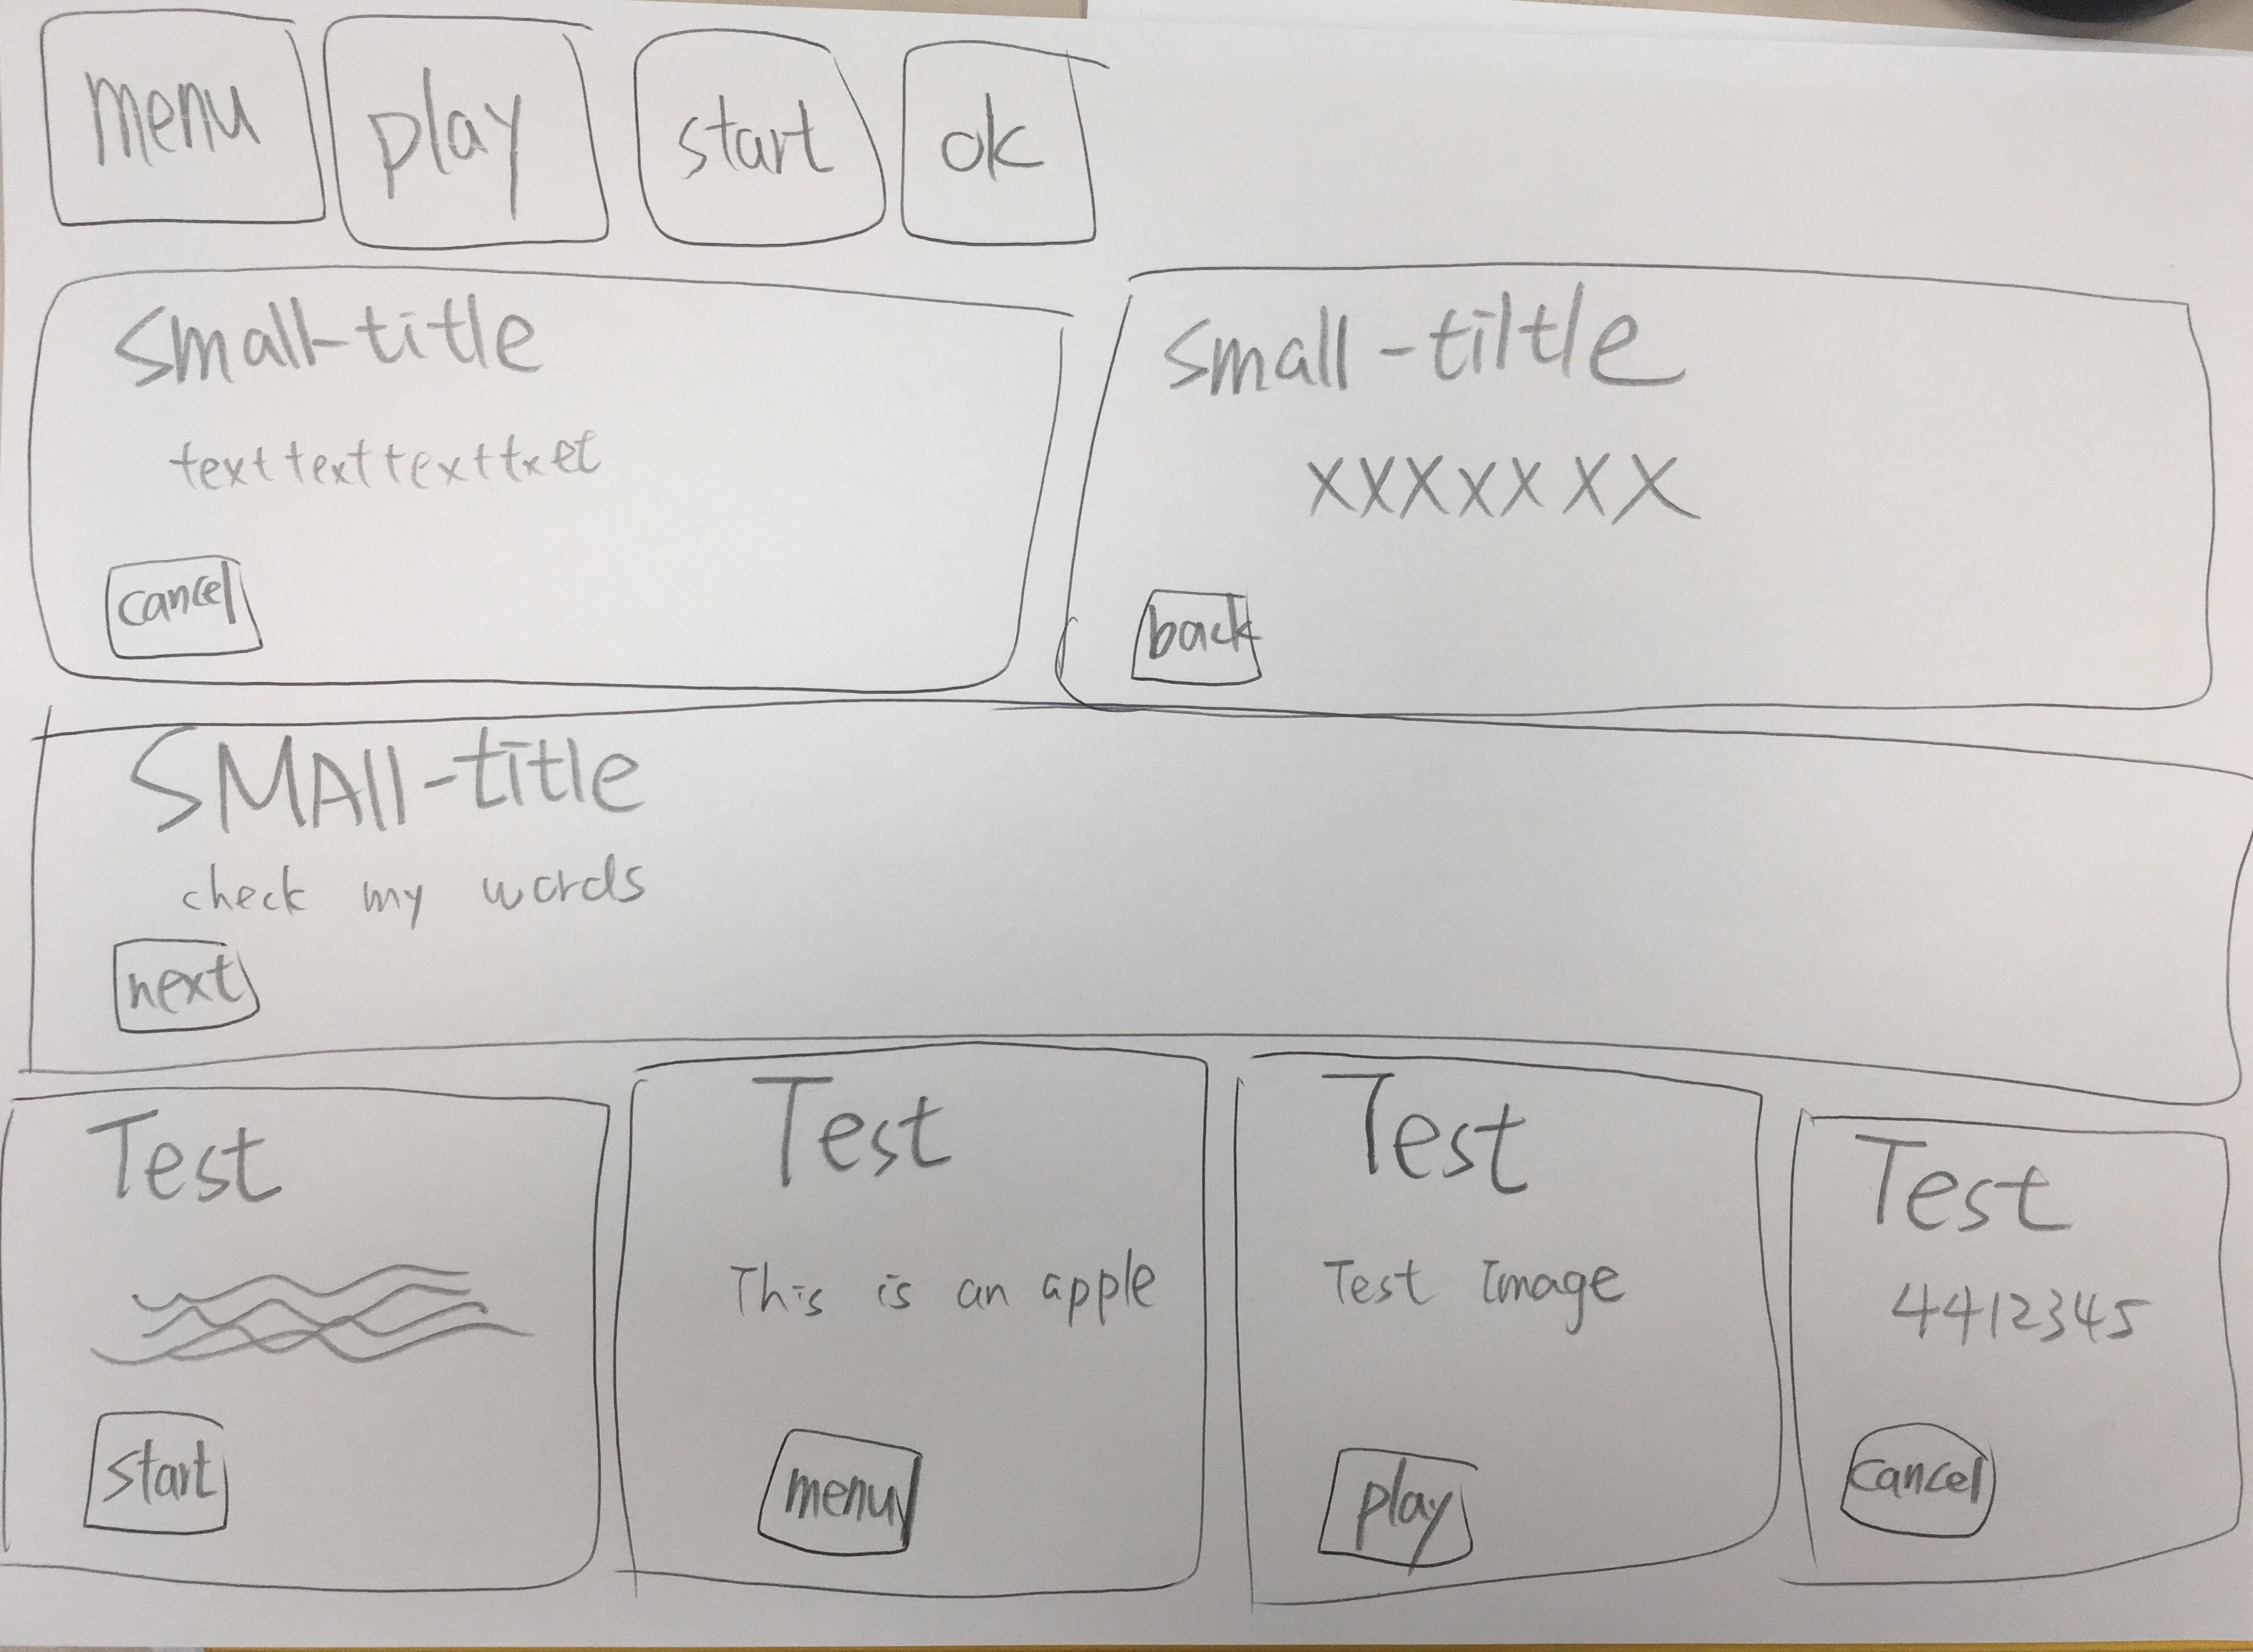 menu play start ok
Small-title
texttexttexttxet
cancel
Small-tiltle
XXXXXXX
back
SMAll-title
check my words
next
Test
start
Test
This is an apple
menu
Test
Test Image
play
Test
4412345
cancel